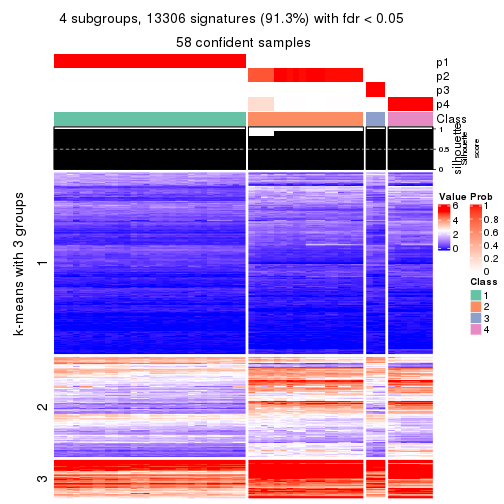 4 subgroups, 13306 signatures (91.3%) with fdr < 0.05
58 confident samples
p1
p2
p3
p4
Class
1
0.5
0
silhouette
Silhouette
score
k-means with 3 groups
1
2
3
Value
6
4
2
0
Prob
1
0.8
0.6
0.4
0.2
0
Class
1
2
3
4